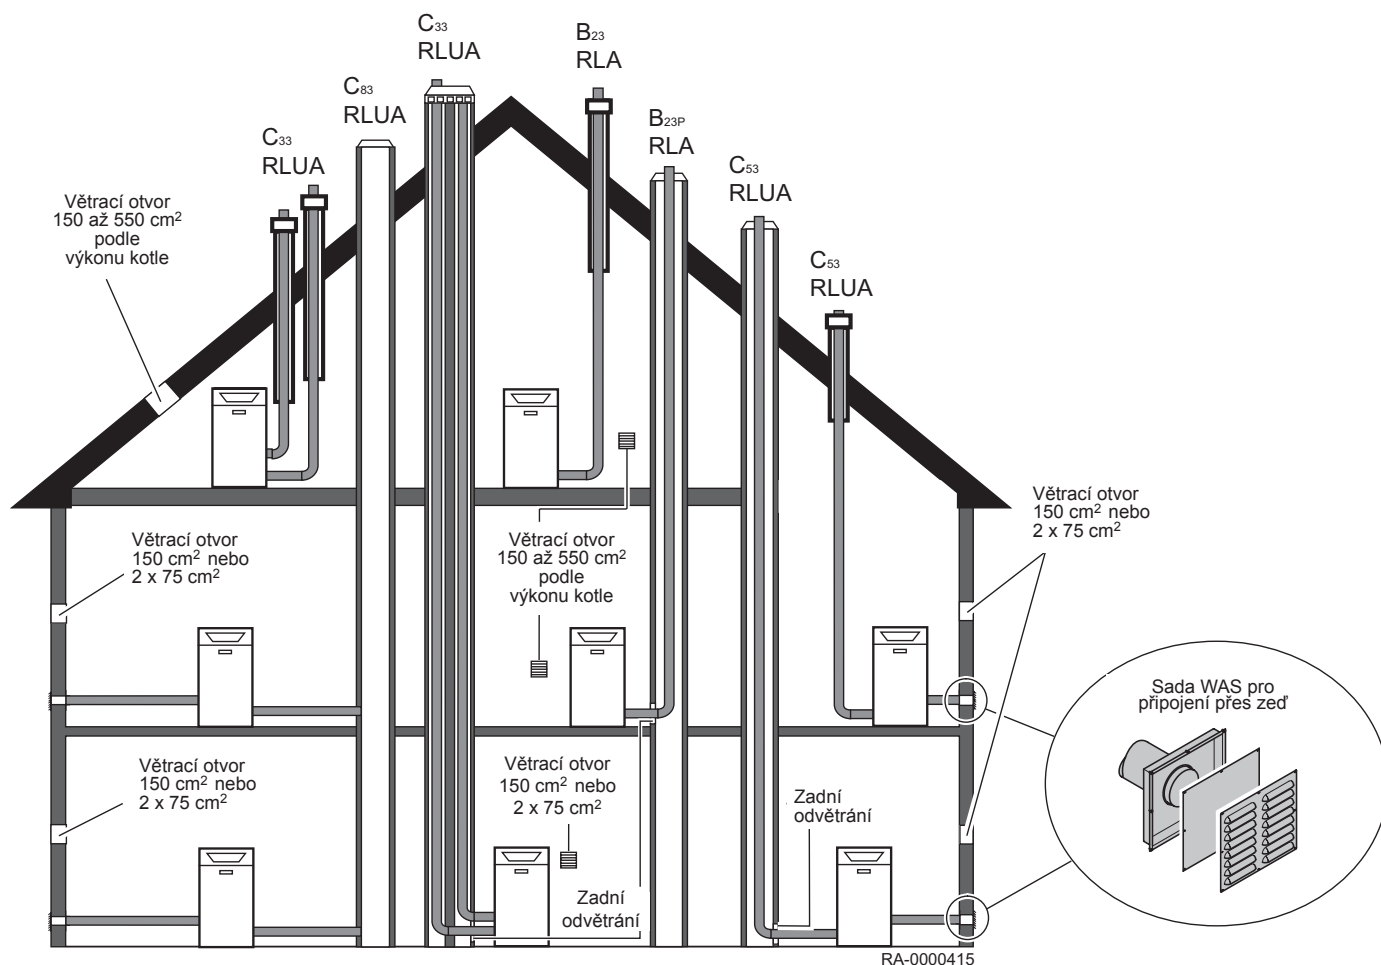 C33
RLUA
B23
RLA
C83
RLUA
B23P
RLA
C33
RLUA
C53
RLUA
Větrací otvor
150 až 550 cm2
podle
výkonu kotle
C53
RLUA
Větrací otvor
150 cm2 nebo
2 x 75 cm2
Větrací otvor
150 cm2 nebo
2 x 75 cm2
Větrací otvor
150 až 550 cm2
podle
výkonu kotle
Sada WAS pro
připojení přes zeď
Větrací otvor
150 cm2 nebo
2 x 75 cm2
Větrací otvor
150 cm2 nebo
2 x 75 cm2
Zadní
odvětrání
Zadní
odvětrání
RA-0000415